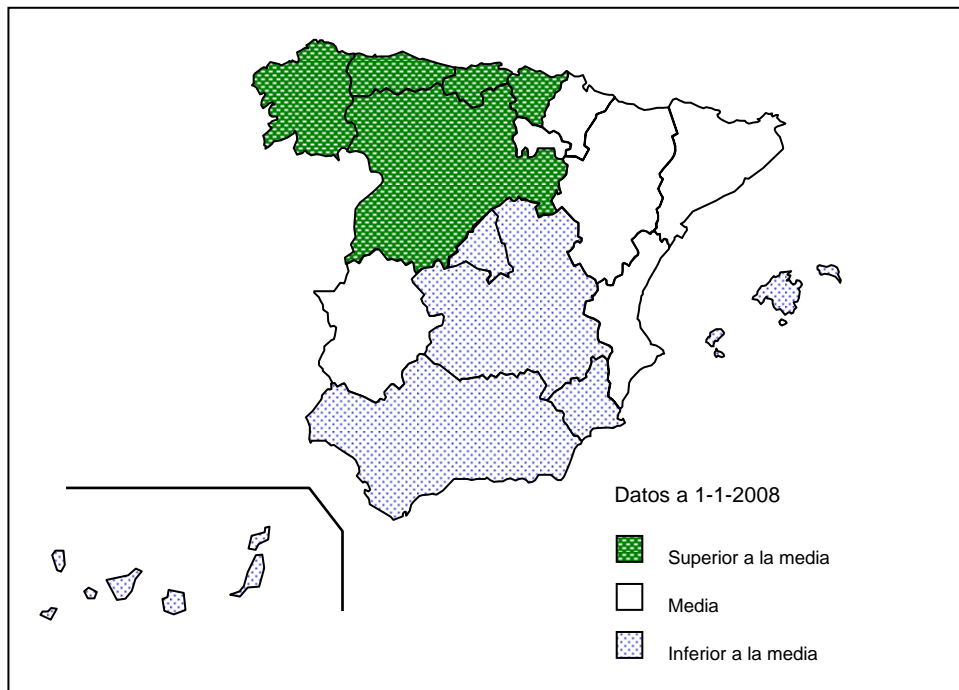 Datos a 1-1-2008
Superior a la media
Media
Inferior a la media